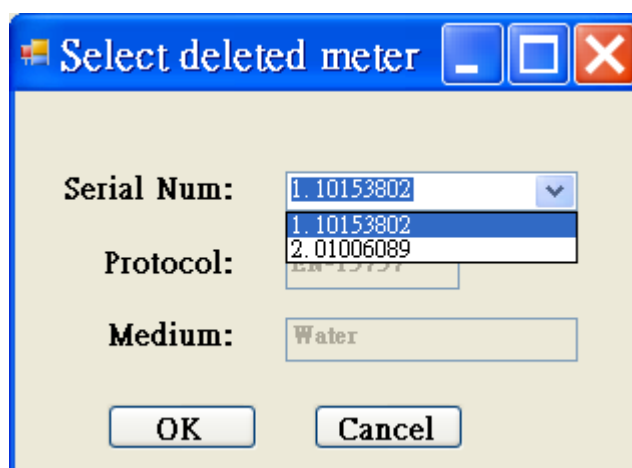 Select deleted meter
Serial Num: 1. 10153802
1. 10153802
2. 01006089
Protocol:
Medium: Water
OK Cancel